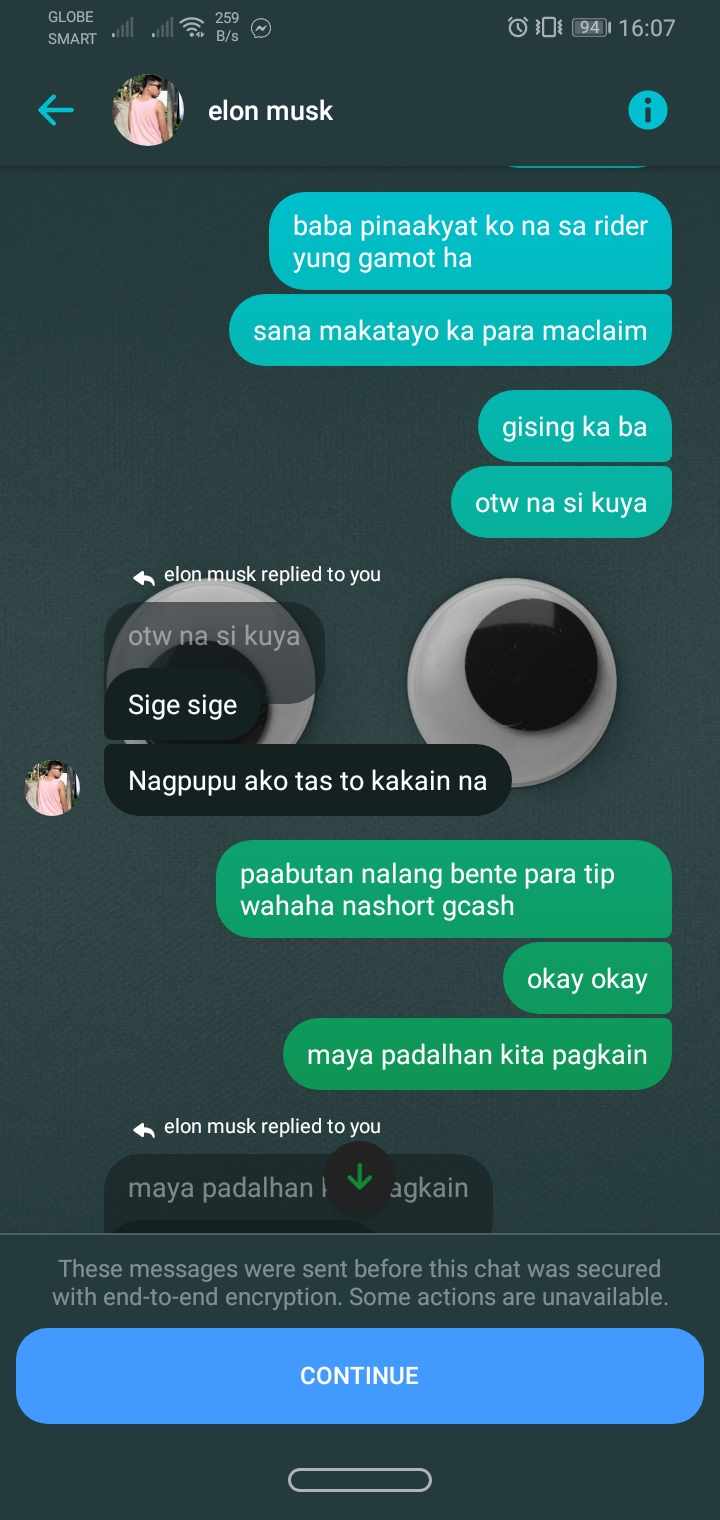 GLOBE
SMART
259
B/s
94
16:07
elon musk
baba pinaakyat ko na sa rider
yung gamot ha
sana makatayo ka para maclaim
gising ka ba
otw na si kuya
elon musk replied to you
otw na si kuya
Sige sige
Nagpupu ako tas to kakain na
paabutan nalang bente para tip
wahaha nashort gcash
okay okay
maya padalhan kita pagkain
elon musk replied to you
maya padalhan agkain
These messages were sent before this chat was secured
with end-to-end encryption. Some actions are unavailable.
CONTINUE